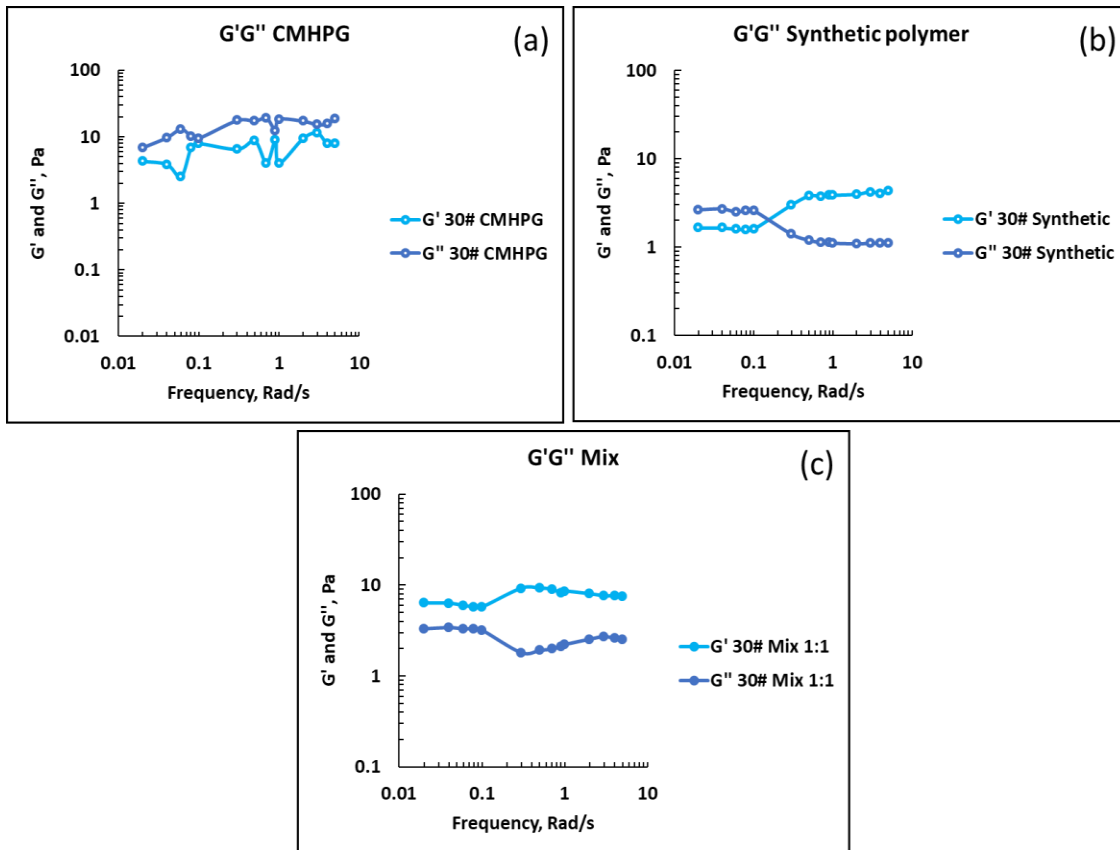 G'G'' CMHPG
(a)
100
10
1
0.1
0.01
G' and G'', Pa
0.01
0.1
1
10
Frequency, Rad/s
G' 30# CMHPG
G'' 30# CMHPG
G'G'' Synthetic polymer
(b)
100
10
1
0.1
G' and G'', Pa
0.01
0.1
1
10
Frequency, Rad/s
G' 30# Synthetic
G'' 30# Synthetic
G'G'' Mix
(c)
100
10
1
0.1
G' and G'', Pa
0.01
0.1
1
10
Frequency, Rad/s
G' 30# Mix 1:1
G'' 30# Mix 1:1